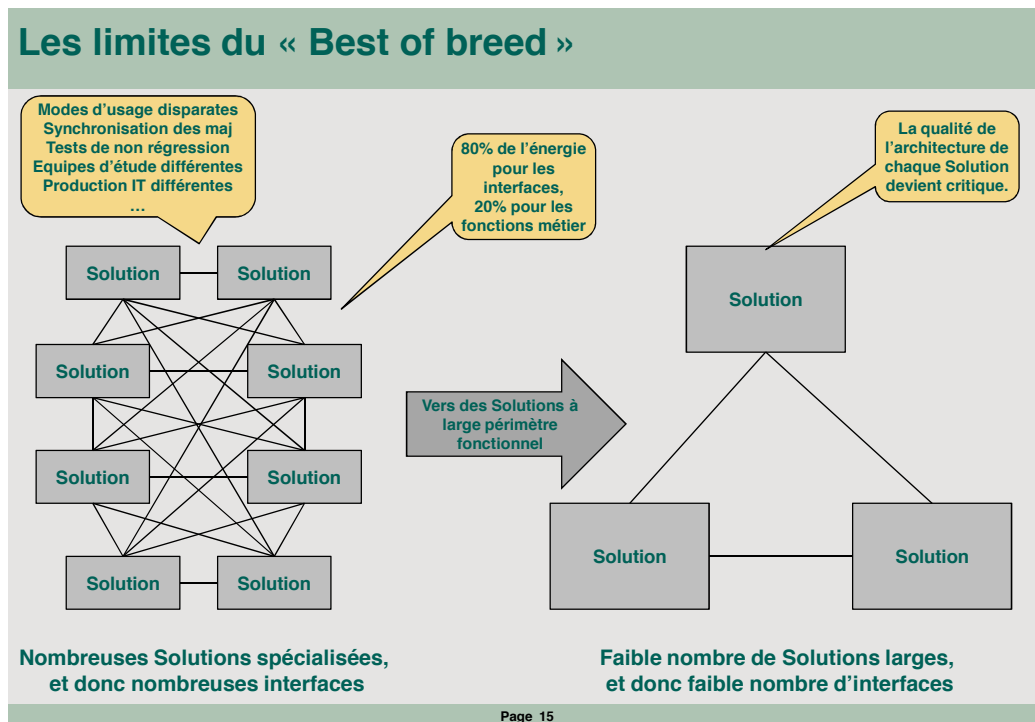 Les limites du « Best of breed »
Modes d'usage disparates
Synchronisation des maj
Tests de non régression
Equipes d'étude différentes
Production IT différentes
…
80% de l'énergie
pour les
interfaces,
20% pour les
fonctions métier
La qualité de
l'architecture de
chaque Solution
devient critique.
Solution
Solution
Solution
Solution
Solution
Solution
Solution
Solution
Vers des Solutions à
large périmètre
fonctionnel
Solution
Solution
Solution
Nombreuses Solutions spécialisées,
et donc nombreuses interfaces
Faible nombre de Solutions larges,
et donc faible nombre d'interfaces
Page 15